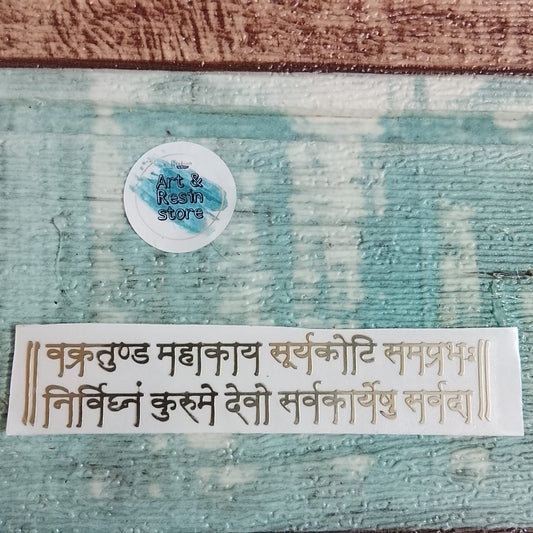 Art &
Resin
store
॥ वक्रतुण्ड महाकाय सूर्यकोटि समप्रभः ॥
निर्विघ्नं कुरुमे देवो सर्वकार्येषु सर्वदा